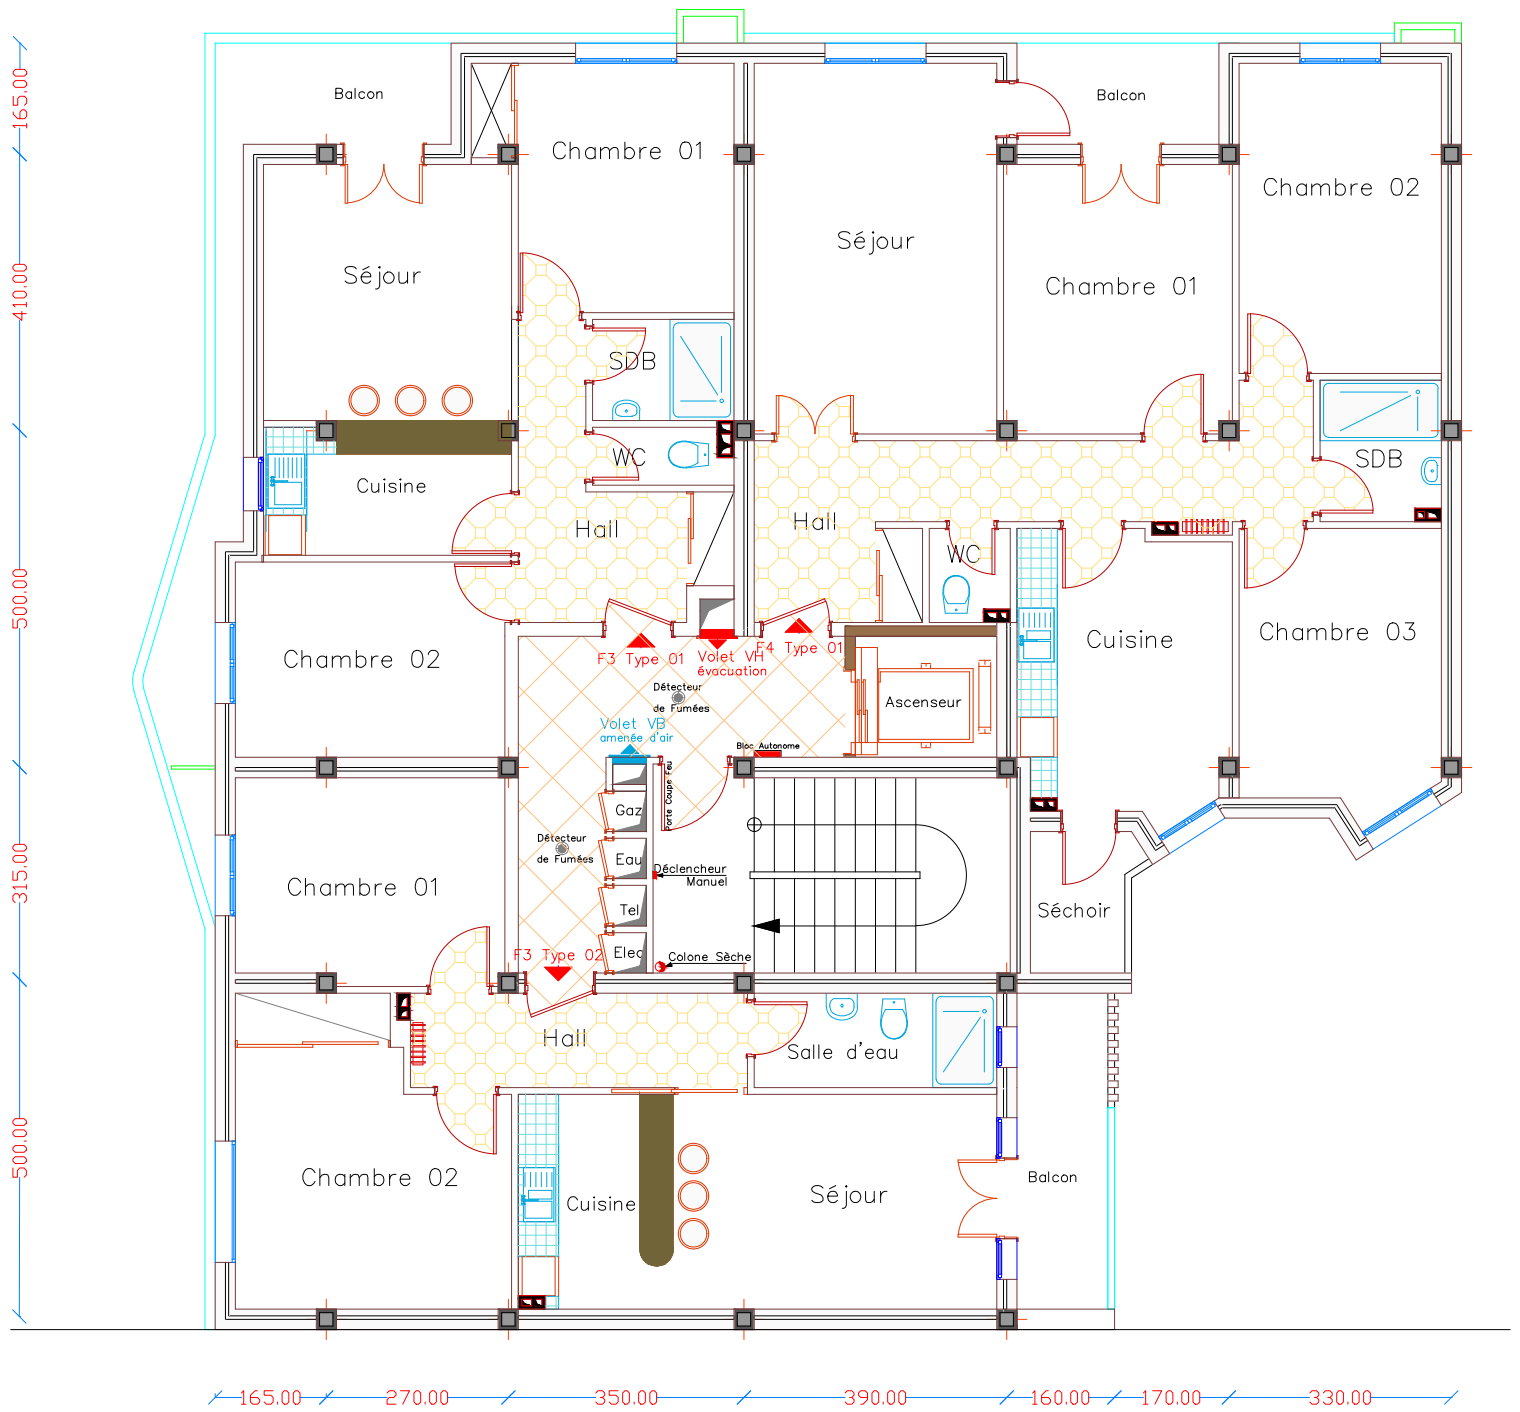 165.00
410.00
500.00
315.00
500.00
Balcon
Chambre 01
Séjour
SDB
WC
Cuisine
Hall
Chambre 02
Séjour
Balcon
Chambre 01
Chambre 02
SDB
Hall
WC
Cuisine
Chambre 03
F3 Type 01
Volet VH
évacuation
F4 Type 01
Détecteur
de Fumées
Ascenseur
Volet VB
amenée d'air
Bloc Autonome
Porte Coupe Feu
Gaz
Eau
Tel
Elec
Détecteur
de Fumées
Déclencheur
Manuel
Colone Sèche
F3 Type 02
Chambre 01
Séchoir
Hall
Salle d'eau
Chambre 02
Cuisine
Séjour
Balcon
165.00
270.00
350.00
390.00
160.00
170.00
330.00